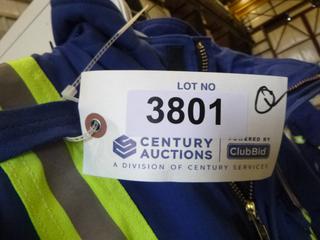 LOT NO
3801
CENTURY
AUCTIONS
POWERED BY
ClubBid
A DIVISION OF CENTURY SERVICES